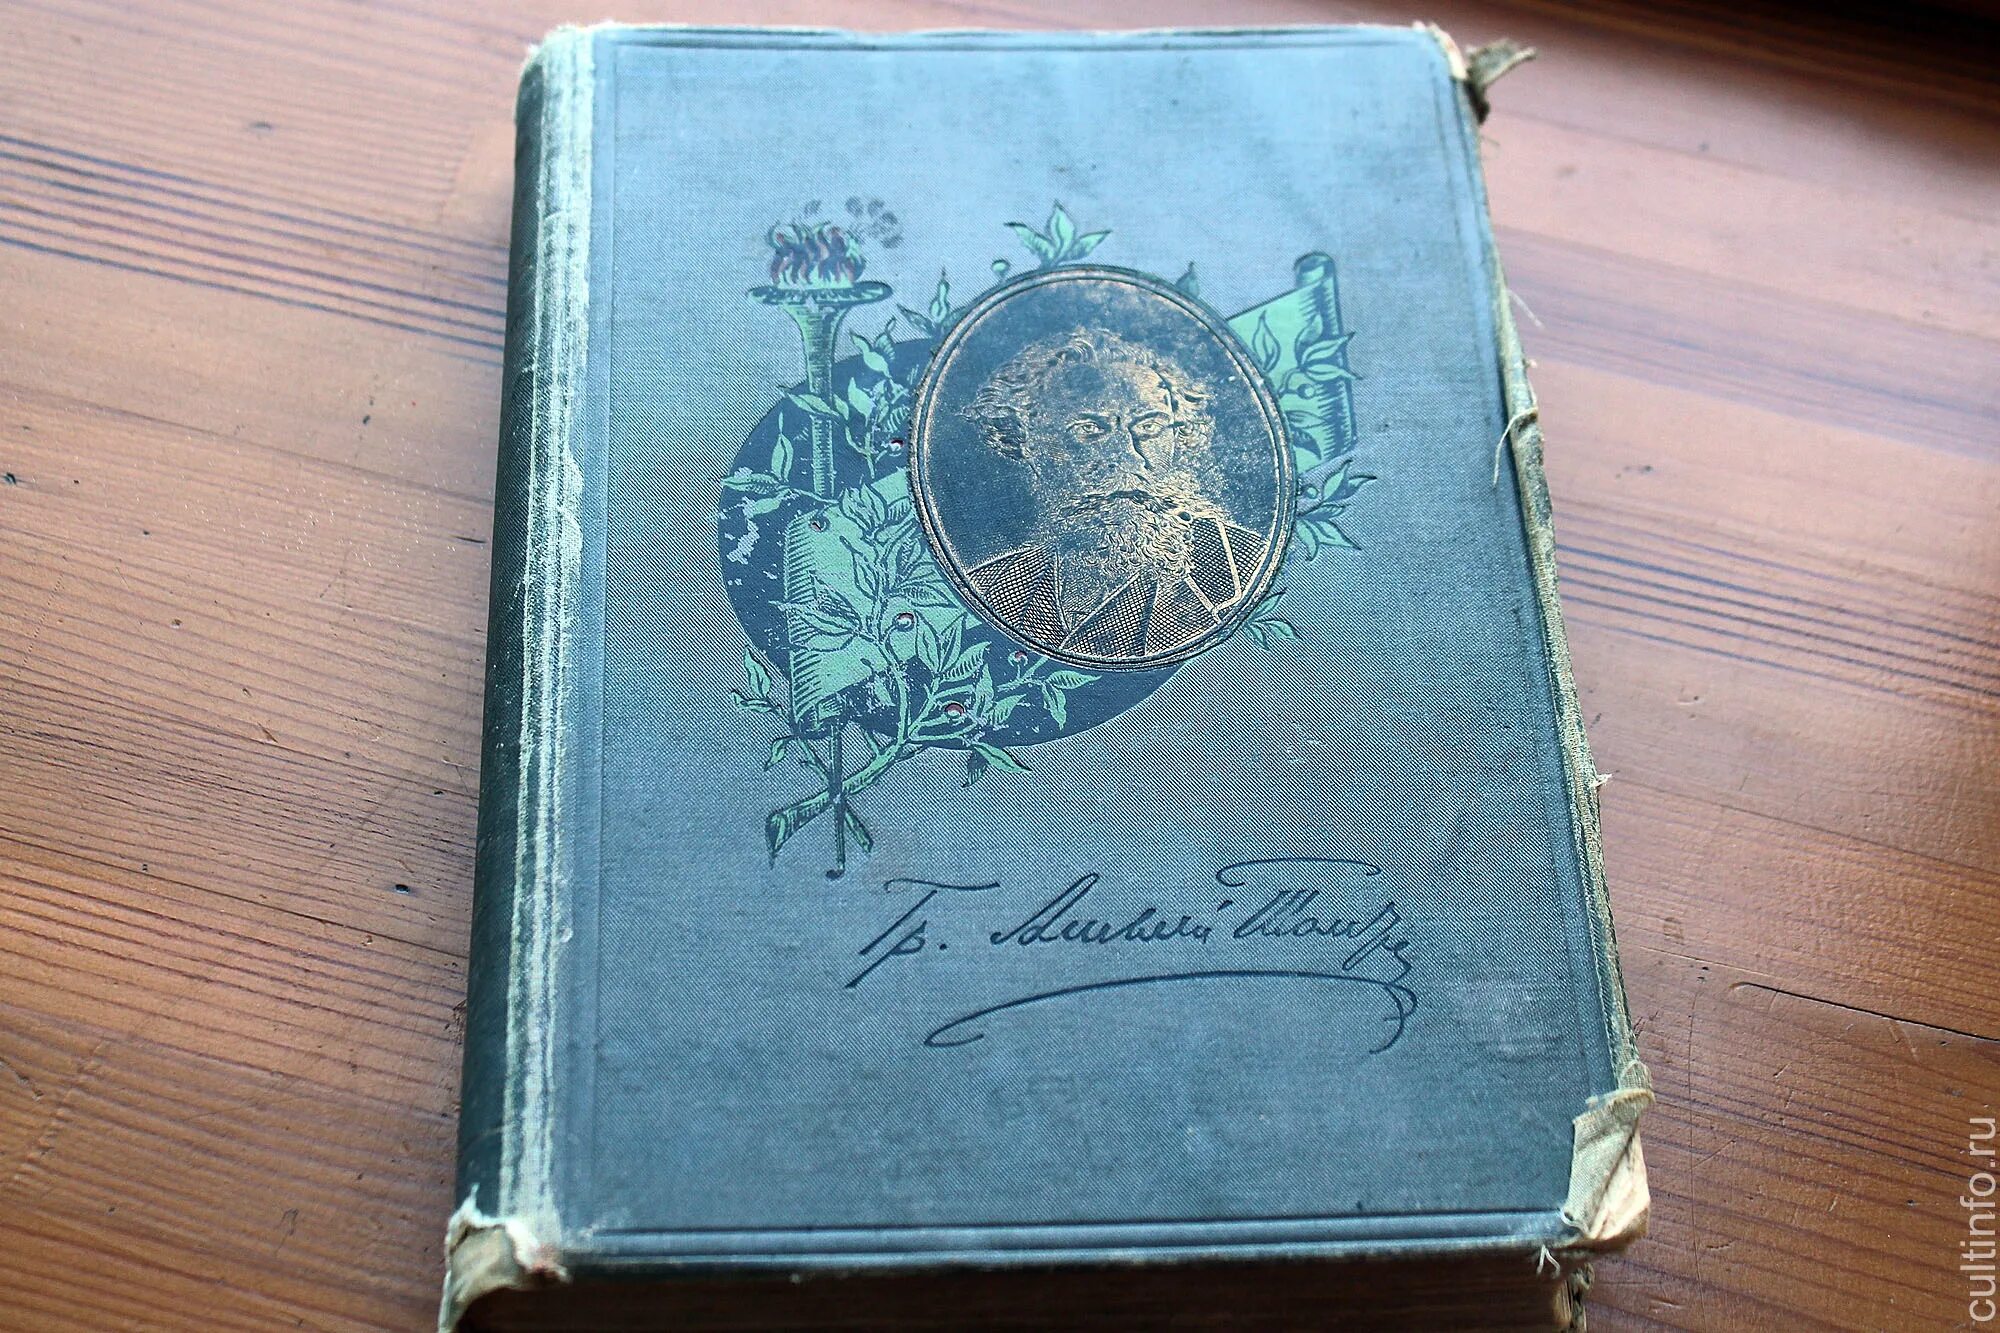 Гр. Алексей Толстой
cultinfo.ru